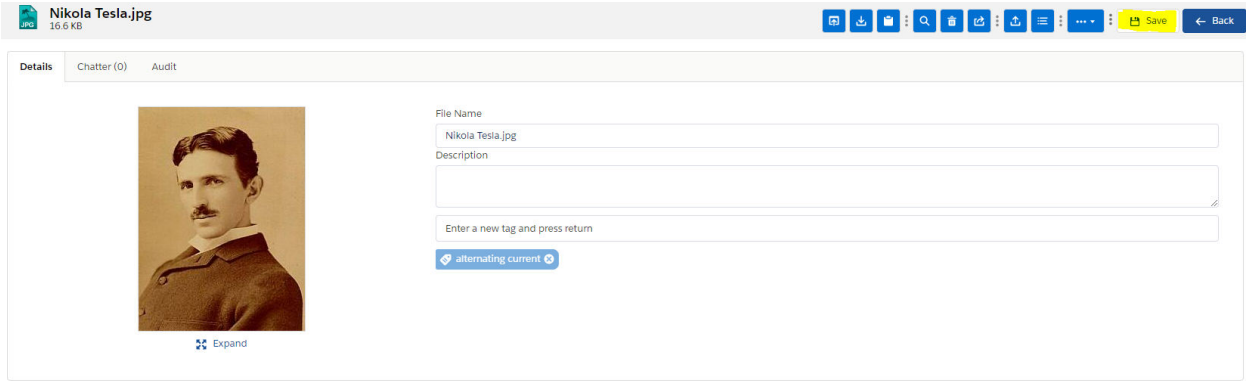 Nikola Tesla.jpg
JPG
16.6 KB
Save
Back
Details
Chatter (0)
Audit
File Name
Nikola Tesla.jpg
Description
Enter a new tag and press return
alternating current
Expand